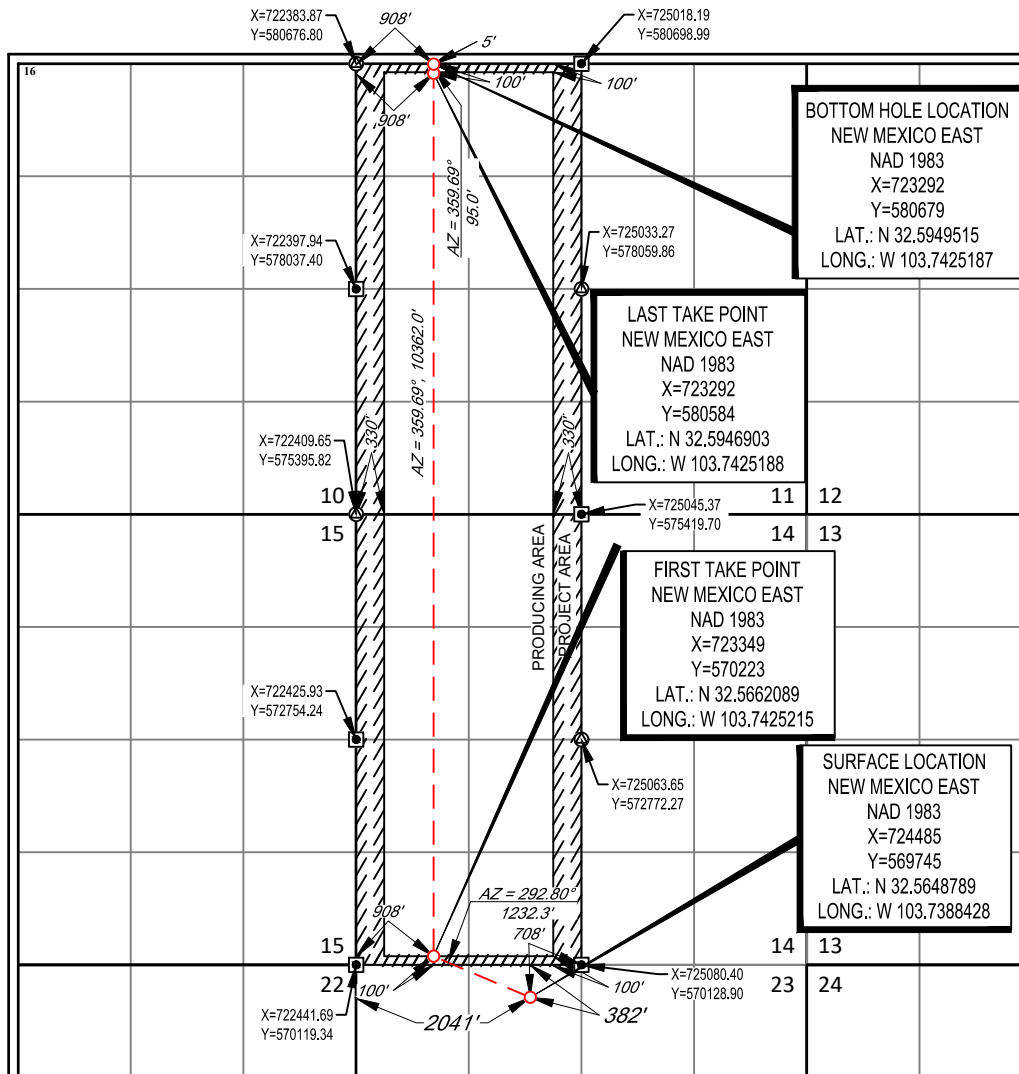 X=722383.87
Y=580676.80
908'
5'
X=725018.19
Y=580698.99
16
100'
100'
908'
AZ = 359.69°
95.0'
BOTTOM HOLE LOCATION
NEW MEXICO EAST
NAD 1983
X=723292
Y=580679
LAT.: N 32.5949515
LONG.: W 103.7425187
X=722397.94
Y=578037.40
X=725033.27
Y=578059.86
LAST TAKE POINT
NEW MEXICO EAST
NAD 1983
X=723292
Y=580584
LAT.: N 32.5946903
LONG.: W 103.7425188
AZ = 359.69°, 10362.0'
X=722409.65
Y=575395.82
330'
330'
10
11
12
15
14
13
X=725045.37
Y=575419.70
PRODUCING AREA
PROJECT AREA
FIRST TAKE POINT
NEW MEXICO EAST
NAD 1983
X=723349
Y=570223
LAT.: N 32.5662089
LONG.: W 103.7425215
X=722425.93
Y=572754.24
X=725063.65
Y=572772.27
SURFACE LOCATION
NEW MEXICO EAST
NAD 1983
X=724485
Y=569745
LAT.: N 32.5648789
LONG.: W 103.7388428
AZ = 292.80°
1232.3'
908'
708'
15
14
13
22
23
24
100'
100'
X=725080.40
Y=570128.90
2041'
382'
X=722441.69
Y=570119.34